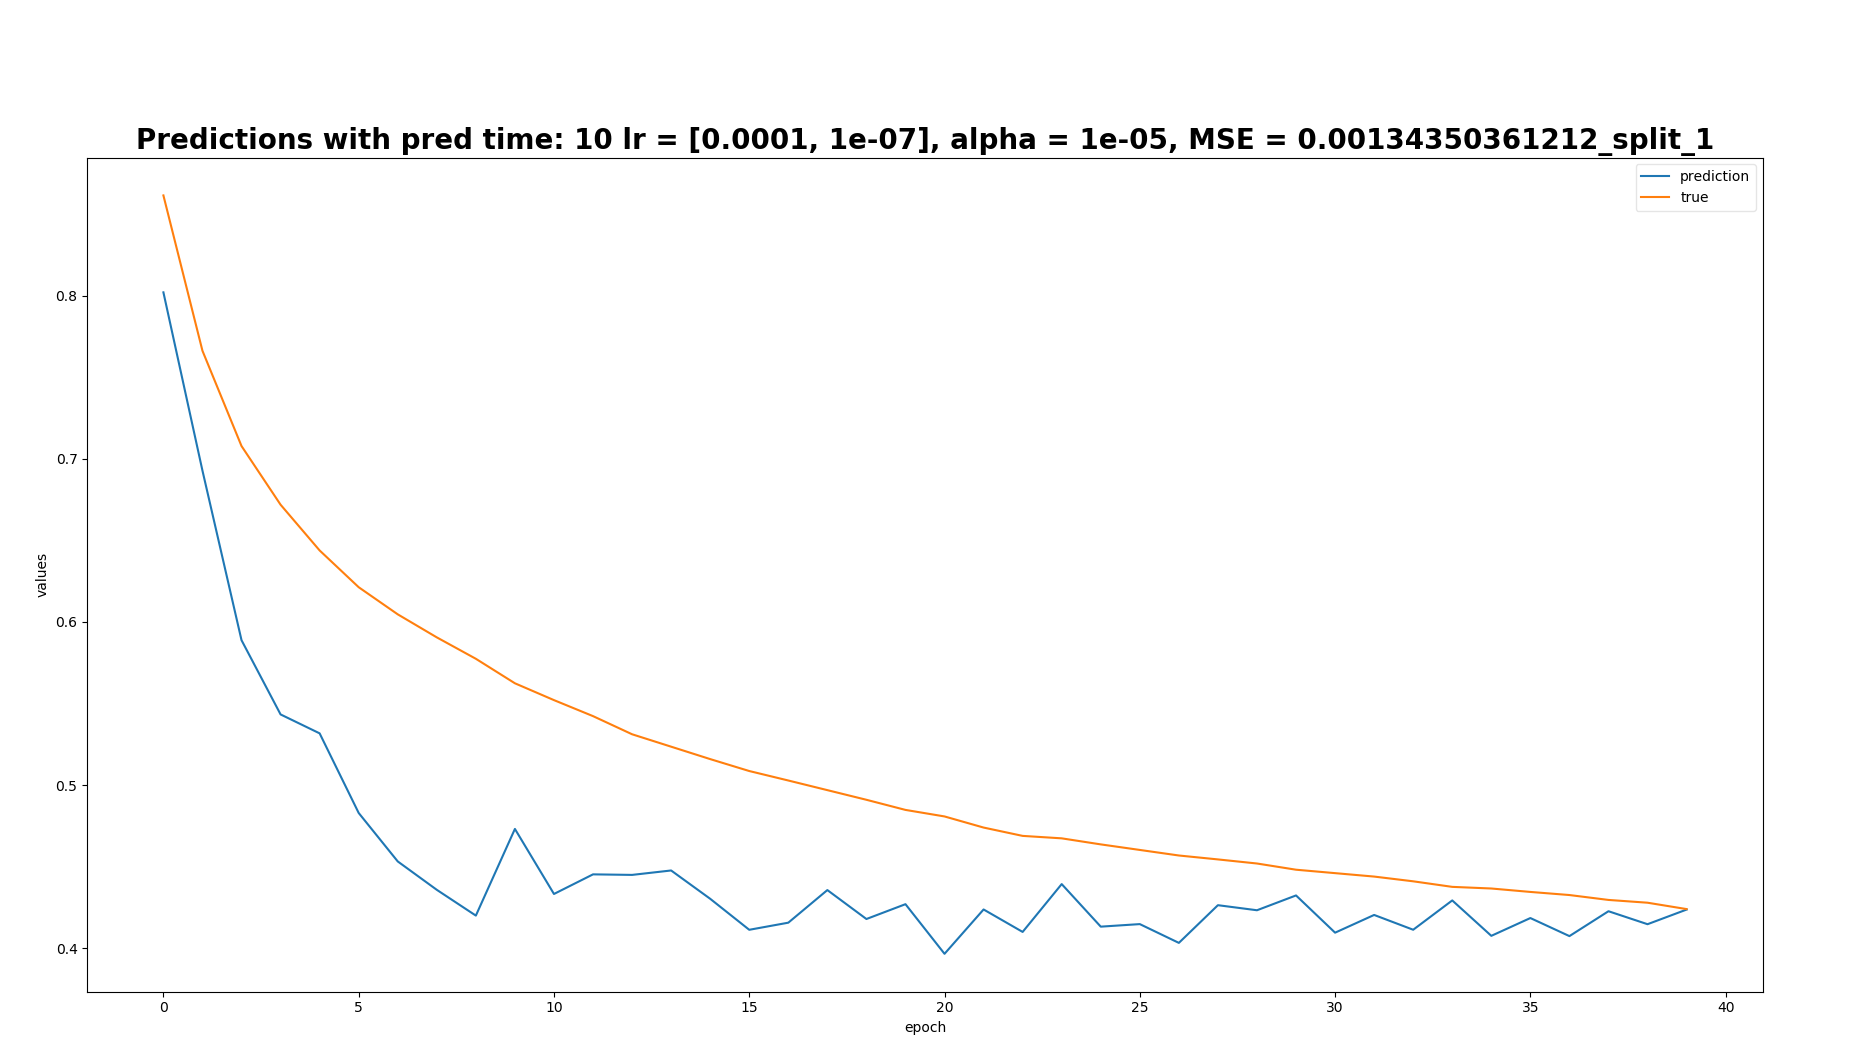 Predictions with pred time: 10 lr = [0.0001, 1e-07], alpha = 1e-05, MSE = 0.00134350361212_split_1
prediction
true
values
0.8
0.7
0.6
0.5
0.4
0 5 10 15 20 25 30 35 40
epoch